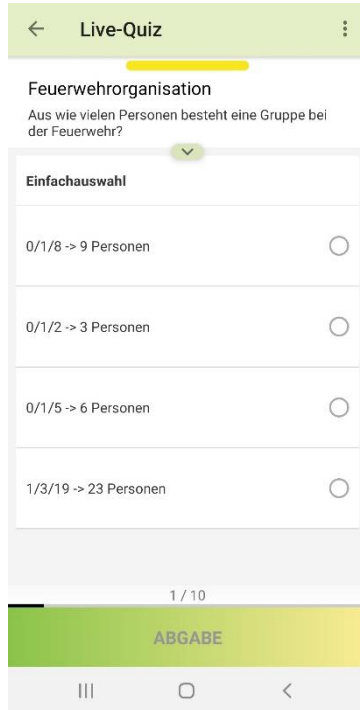 Live-Quiz
Feuerwehrorganisation
Aus wie vielen Personen besteht eine Gruppe bei
der Feuerwehr?
Einfachauswahl
0/1/8 -> 9 Personen
0/1/2 -> 3 Personen
0/1/5 -> 6 Personen
1/3/19 -> 23 Personen
1 / 10
ABGABE